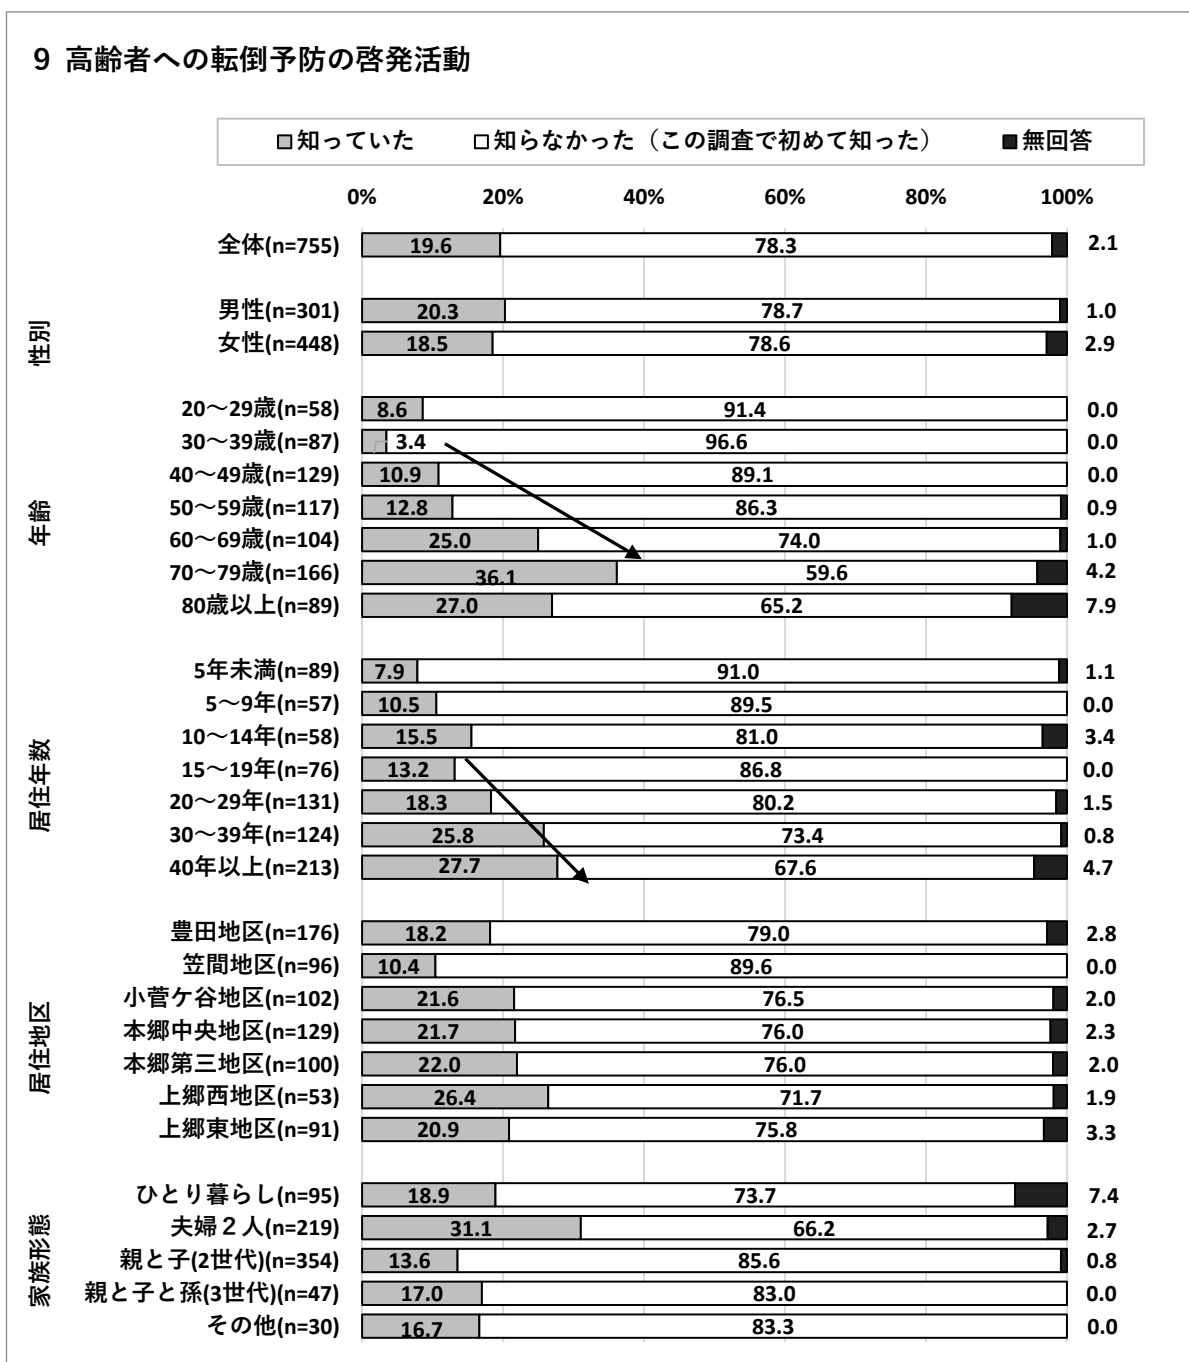 9 高齢者への転倒予防の啓発活動
知っていた 知らなかった（この調査で初めて知った） 無回答
0% 20% 40% 60% 80% 100%
全体(n=755) 19.6 78.3 2.1
性別
男性(n=301) 20.3 78.7 1.0
女性(n=448) 18.5 78.6 2.9
年齢
20～29歳(n=58) 8.6 91.4 0.0
30～39歳(n=87) 3.4 96.6 0.0
40～49歳(n=129) 10.9 89.1 0.0
50～59歳(n=117) 12.8 86.3 0.9
60～69歳(n=104) 25.0 74.0 1.0
70～79歳(n=166) 36.1 59.6 4.2
80歳以上(n=89) 27.0 65.2 7.9
居住年数
5年未満(n=89) 7.9 91.0 1.1
5～9年(n=57) 10.5 89.5 0.0
10～14年(n=58) 15.5 81.0 3.4
15～19年(n=76) 13.2 86.8 0.0
20～29年(n=131) 18.3 80.2 1.5
30～39年(n=124) 25.8 73.4 0.8
40年以上(n=213) 27.7 67.6 4.7
居住地区
豊田地区(n=176) 18.2 79.0 2.8
笠間地区(n=96) 10.4 89.6 0.0
小菅ケ谷地区(n=102) 21.6 76.5 2.0
本郷中央地区(n=129) 21.7 76.0 2.3
本郷第三地区(n=100) 22.0 76.0 2.0
上郷西地区(n=53) 26.4 71.7 1.9
上郷東地区(n=91) 20.9 75.8 3.3
家族形態
ひとり暮らし(n=95) 18.9 73.7 7.4
夫婦２人(n=219) 31.1 66.2 2.7
親と子(2世代)(n=354) 13.6 85.6 0.8
親と子と孫(3世代)(n=47) 17.0 83.0 0.0
その他(n=30) 16.7 83.3 0.0